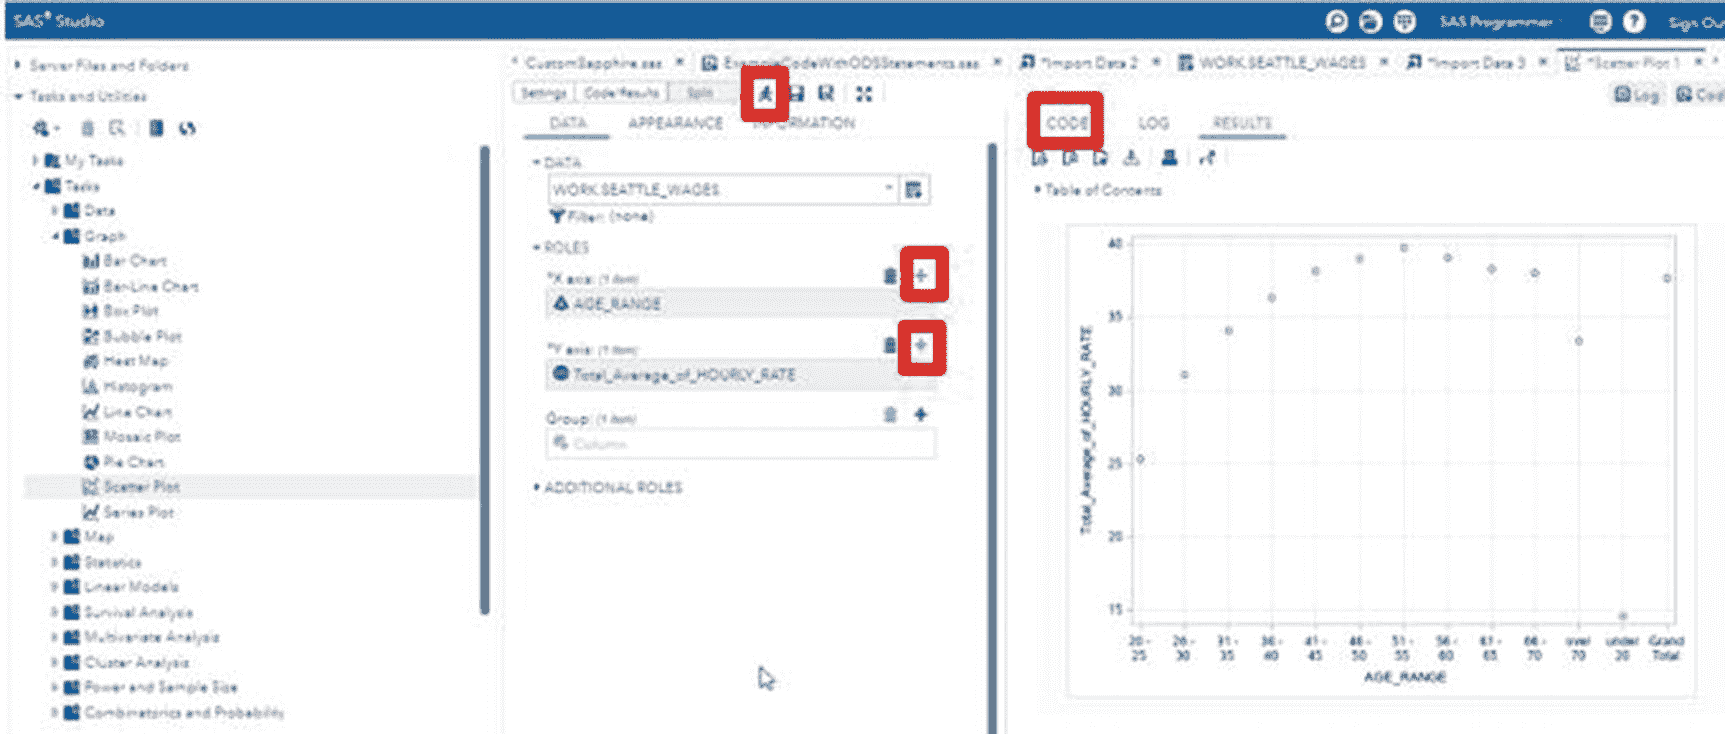 SAS® Studio
SAS Programmer
Sign Ou
Server Files and Folders
Tasks and Utilities
My Tasks
Tasks
Data
Graph
Bar Chart
Bar-Line Chart
Box Plot
Bubble Plot
Heat Map
Histogram
Line Chart
Mosaic Plot
Pie Chart
Scatter Plot
Series Plot
Map
Statistics
Linear Models
Survival Analysis
Multivariate Analysis
Cluster Analysis
Power and Sample Size
Combinatorics and Probability
* CustomSapphire.sas
ExampleCodeWithODSStatements.sas
*Import Data 2
WORK.SEATTLE_WAGES
*Import Data 3
*Scatter Plot 1
Settings
Code/Results
Split
Log
Cod
DATA
APPEARANCE
INFORMATION
DATA
WORK.SEATTLE_WAGES
Filter: (none)
ROLES
*X axis: (1 item)
AGE_RANGE
*Y axis: (1 item)
Total_Average_of_HOURLY_RATE
Group: (1 item)
Column
ADDITIONAL ROLES
CODE
LOG
RESULTS
Table of Contents
Total_Average_of_HOURLY_RATE
40
35
30
25
20
15
20 - 25
26 - 30
31 - 35
36 - 40
41 - 45
46 - 50
51 - 55
56 - 60
61 - 65
66 - 70
over 70
under 20
Grand Total
AGE_RANGE